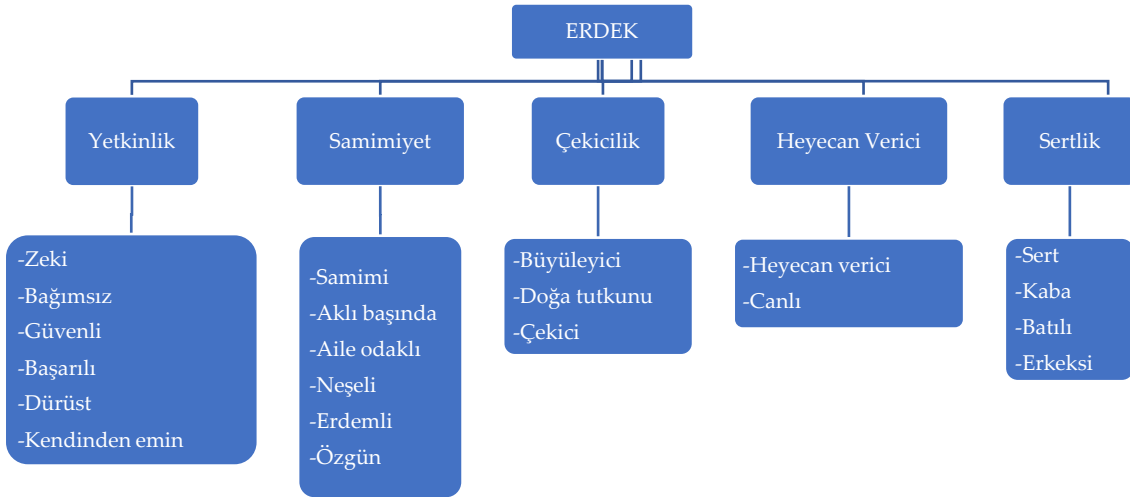 ERDEK
Yetkinlik
Samimiyet
Çekicilik
Heyecan Verici
Sertlik
-Zeki
-Bağımsız
-Güvenli
-Başarılı
-Dürüst
-Kendinden emin
-Samimi
-Aklı başında
-Aile odaklı
-Neşeli
-Erdemli
-Özgün
-Büyüleyici
-Doğa tutkunu
-Çekici
-Heyecan verici
-Canlı
-Sert
-Kaba
-Batılı
-Erkeksi